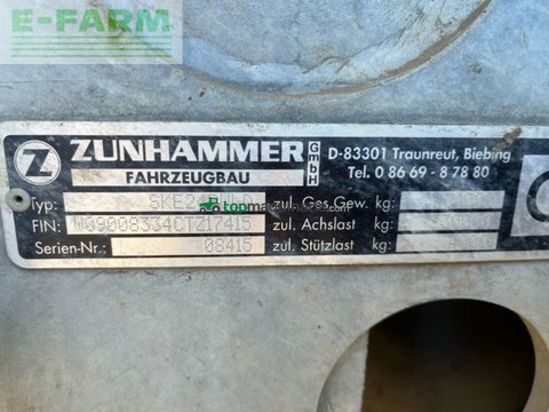 E-FARM
ZUNHAMMER GmbH
FAHRZEUGBAU
D-83301 Traunreut, Biebing
Tel. 0 86 69 - 8 78 80
Typ:
zul. Ges.Gew. kg:
FIN: W09008334CTZ17415
zul. Achslast kg:
Serien-Nr.: 08415
zul. Stützlast kg: